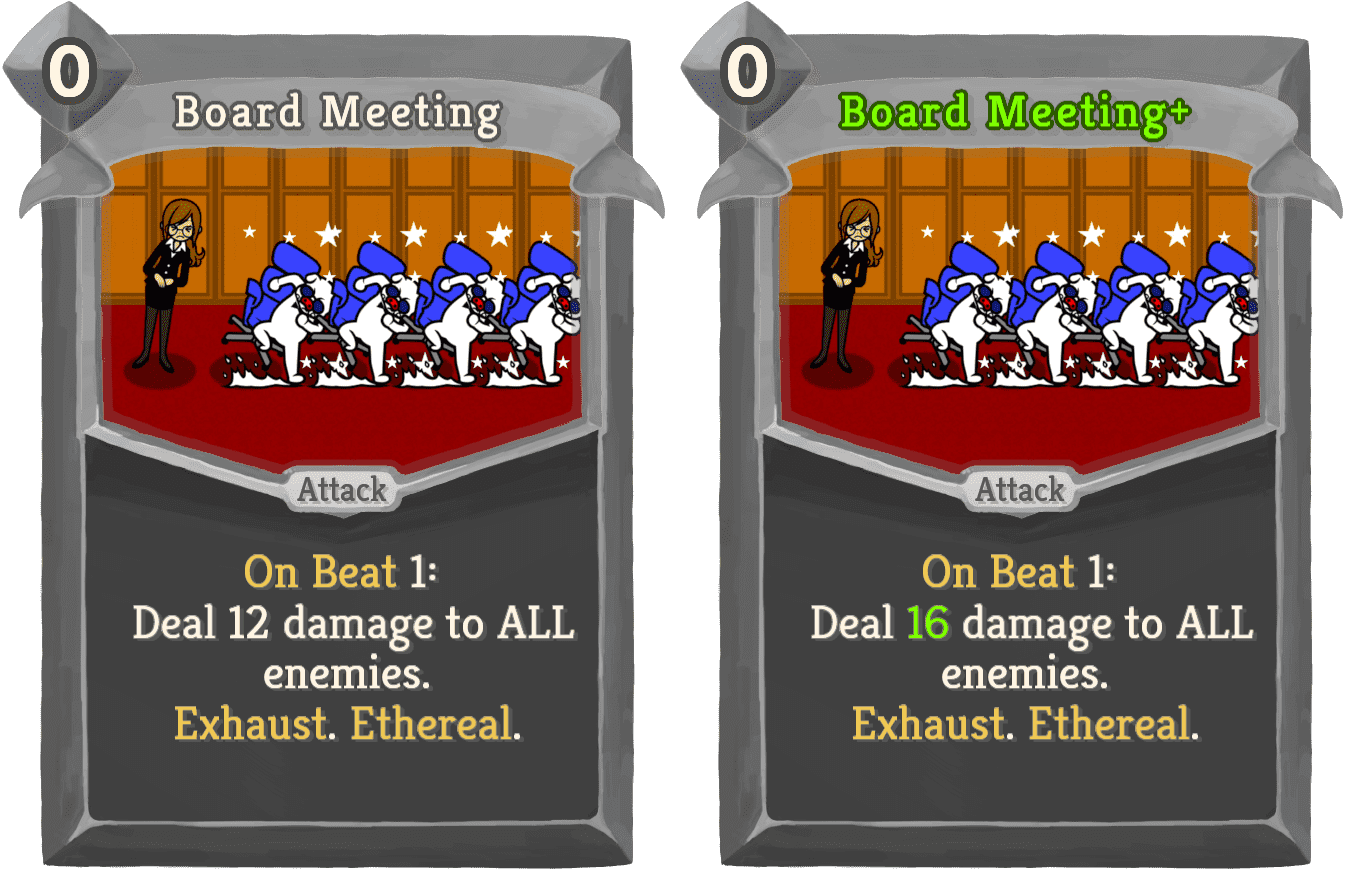 0
Board Meeting
Attack
On Beat 1:
Deal 12 damage to ALL
enemies.
Exhaust. Ethereal.
0
Board Meeting+
Attack
On Beat 1:
Deal 16 damage to ALL
enemies.
Exhaust. Ethereal.